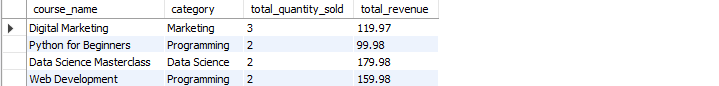 course_name category total_quantity_sold total_revenue
Digital Marketing Marketing 3 119.97
Python for Beginners Programming 2 99.98
Data Science Masterclass Data Science 2 179.98
Web Development Programming 2 159.98